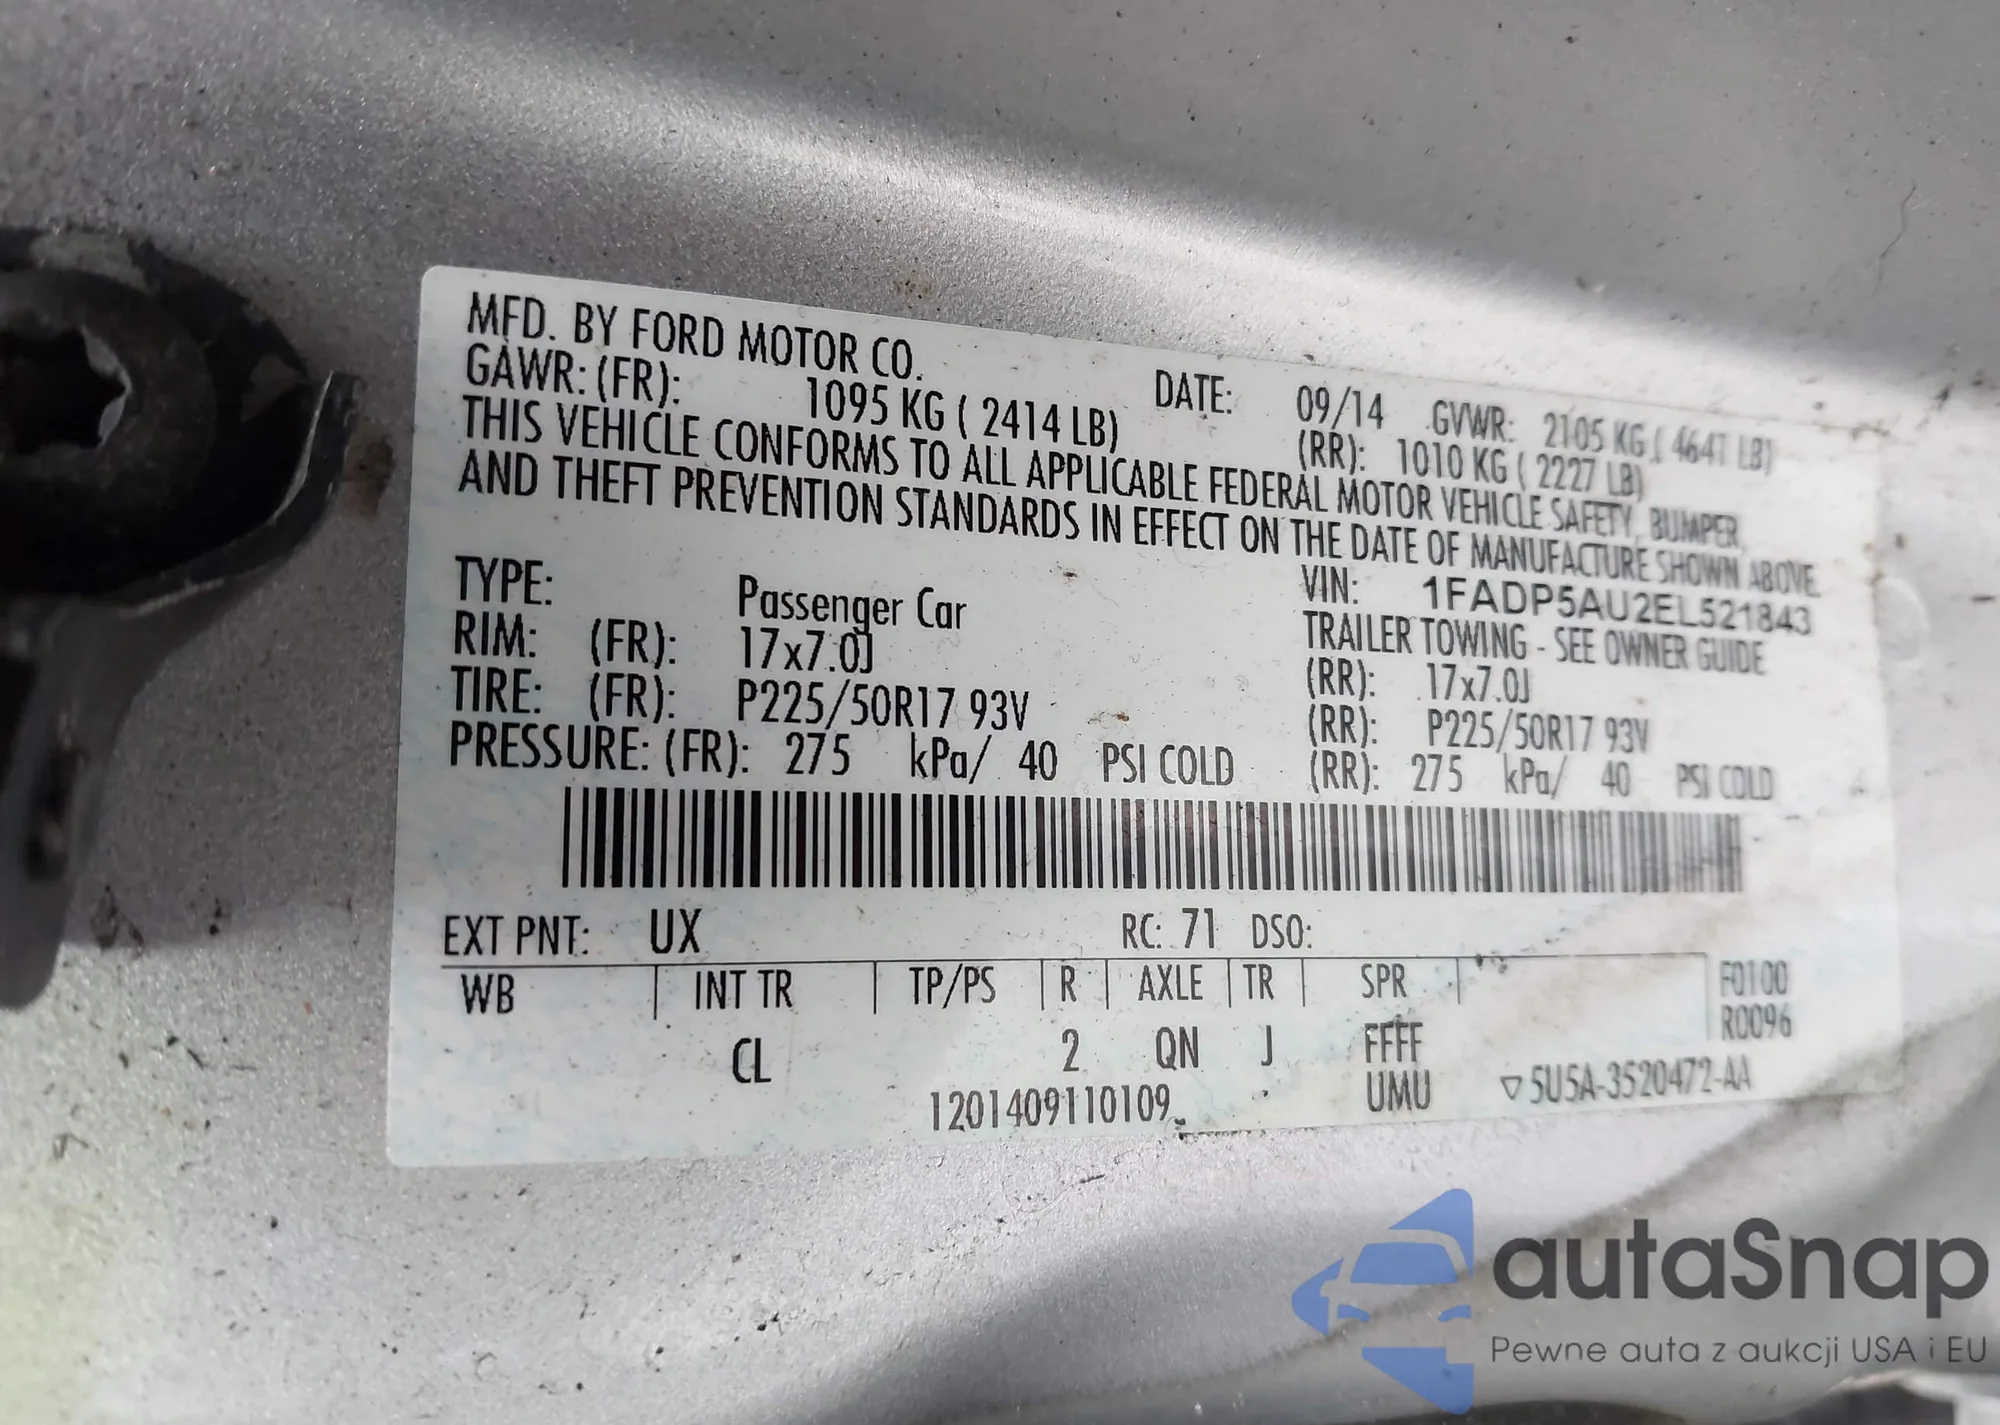 MFD. BY FORD MOTOR CO. DATE: 09/14 GVWR: 2105 KG ( 4641 LB)
GAWR: (FR): 1095 KG ( 2414 LB) (RR): 1010 KG ( 2227 LB)
THIS VEHICLE CONFORMS TO ALL APPLICABLE FEDERAL MOTOR VEHICLE SAFETY, BUMPER,
AND THEFT PREVENTION STANDARDS IN EFFECT ON THE DATE OF MANUFACTURE SHOWN ABOVE
VIN: 1FADP5AU2EL521843
TYPE: Passenger Car TRAILER TOWING - SEE OWNER GUIDE
RIM: (FR): 17x7.0J (RR): 17x7.0J
TIRE: (FR): P225/50R17 93V (RR): P225/50R17 93V
PRESSURE: (FR): 275 kPa/ 40 PSI COLD (RR): 275 kPa/ 40 PSI COLD
EXT PNT: UX RC: 71 DSO:
WB INT TR TP/PS R AXLE TR SPR F0100
R0096
CL 2 QN J FFFF
1201409110109 UMU ▽5U5A-3520472-AA
autaSnap
Pewne auta z aukcji USA i EU